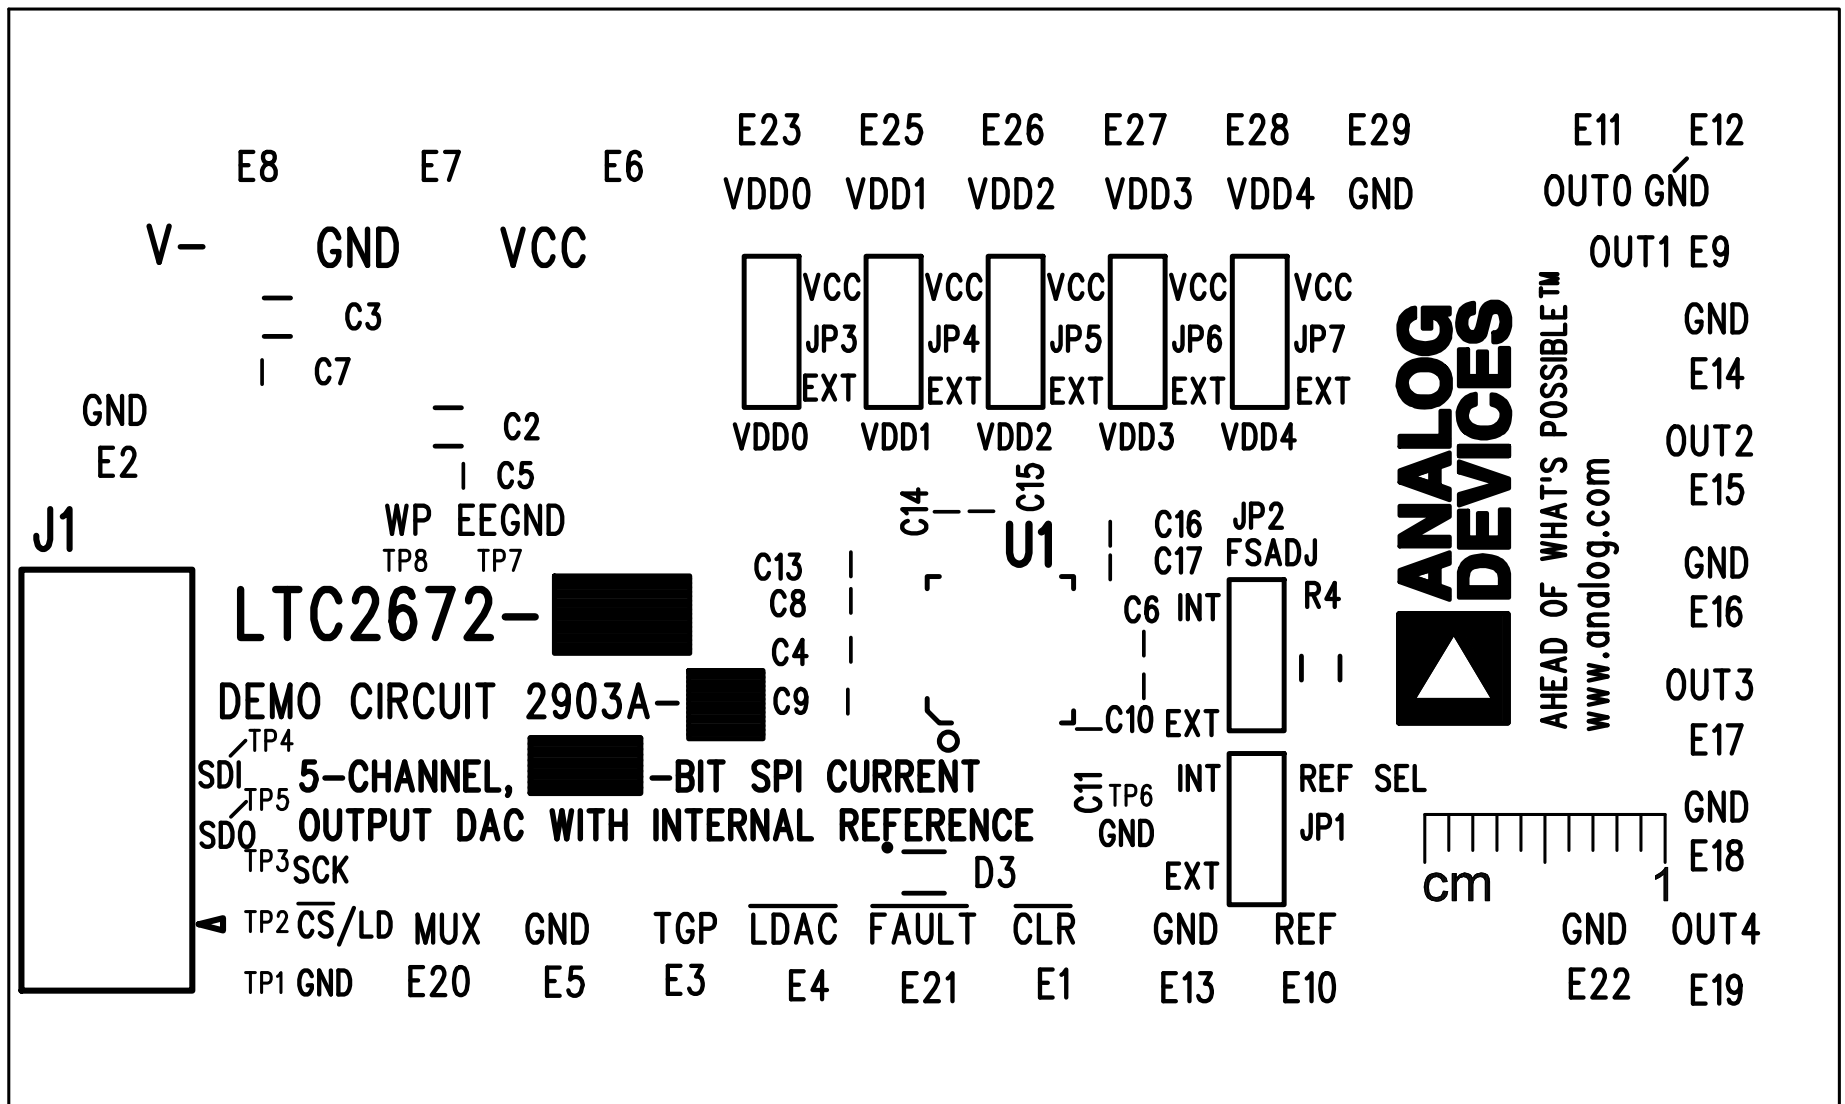 E23 E25 E26 E27 E28 E29 E11 E12
E8 E7 E6
VDD0 VDD1 VDD2 VDD3 VDD4 GND OUT0 GND
V- GND VCC
OUT1 E9
VCC VCC VCC VCC VCC
C3
GND
JP3 JP4 JP5 JP6 JP7
C7
E14
EXT EXT EXT EXT EXT
GND
C2
VDD0 VDD1 VDD2 VDD3 VDD4
OUT2
E2
C5
C14
C15
E15
ANALOG
DEVICES
AHEAD OF WHAT'S POSSIBLE™
www.analog.com
J1
WP EEGND
TP8 TP7
U1
C16
JP2
C17
FSADJ
C13
GND
C8
LTC2672-
C6
INT
R4
E16
C4
DEMO CIRCUIT 2903A-
C9
C10
EXT
OUT3
TP4
E17
SDI
5-CHANNEL, -BIT SPI CURRENT
C11
INT
REF SEL
TP5
TP6
GND
SDO
OUTPUT DAC WITH INTERNAL REFERENCE
GND
JP1
TP3
SCK
D3
EXT
cm 1
E18
TP2 CS/LD MUX GND TGP LDAC FAULT CLR GND REF GND OUT4
TP1 GND E20 E5 E3 E4 E21 E1 E13 E10 E22 E19